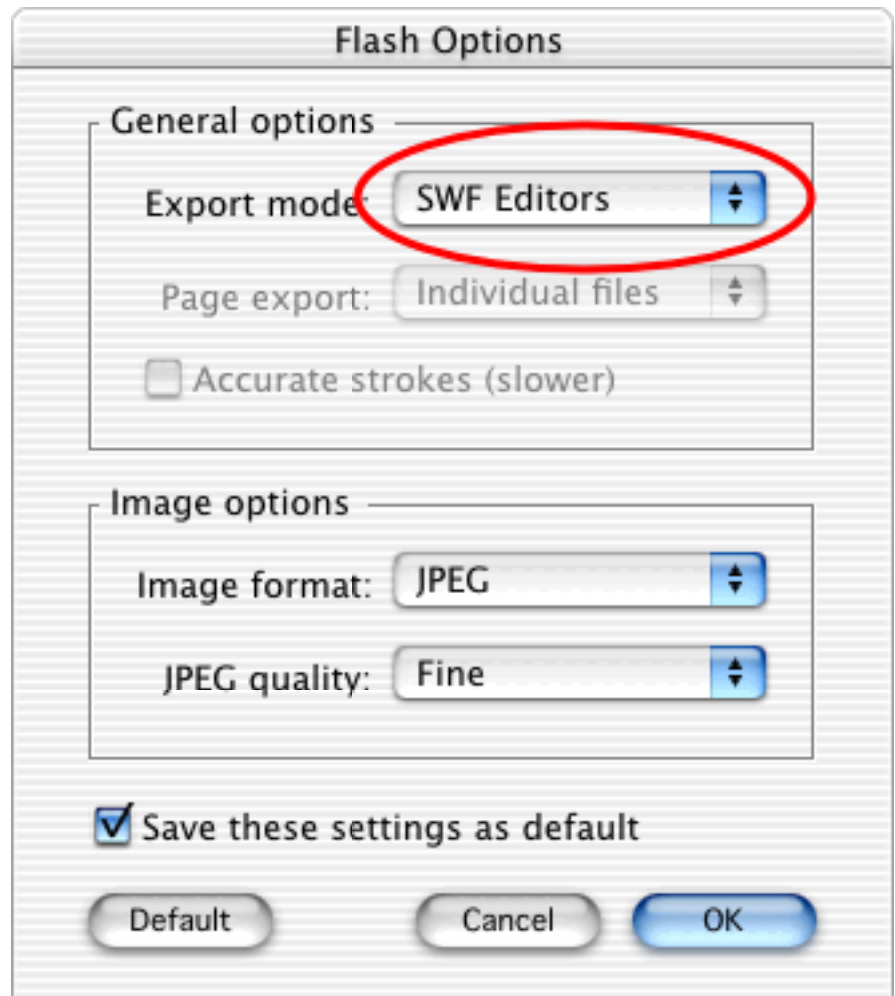 Flash Options
General options
Export mode: SWF Editors
Page export: Individual files
Accurate strokes (slower)
Image options
Image format: JPEG
JPEG quality: Fine
Save these settings as default
Default Cancel OK